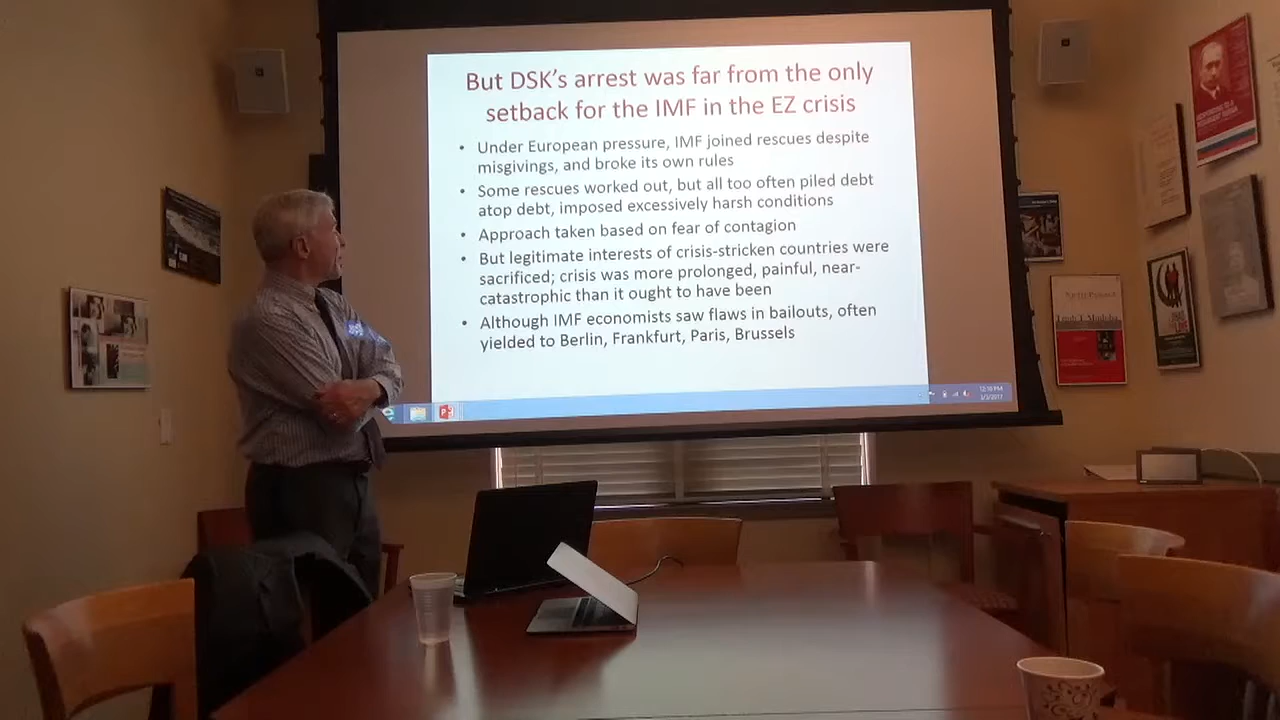 But DSK's arrest was far from the only
setback for the IMF in the EZ crisis
• Under European pressure, IMF joined rescues despite
misgivings, and broke its own rules
• Some rescues worked out, but all too often piled debt
atop debt, imposed excessively harsh conditions
• Approach taken based on fear of contagion
• But legitimate interests of crisis-stricken countries were
sacrificed; crisis was more prolonged, painful, near-
catastrophic than it ought to have been
• Although IMF economists saw flaws in bailouts, often
yielded to Berlin, Frankfurt, Paris, Brussels